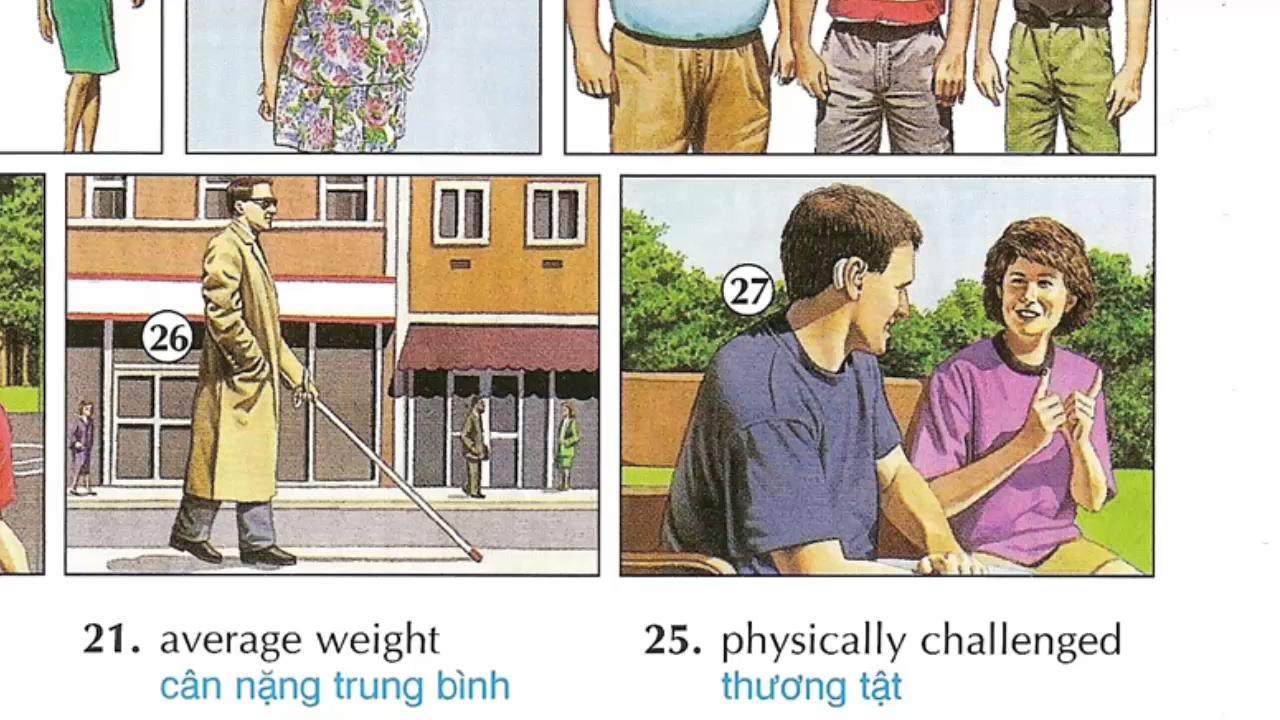 26
27
21. average weight
cân nặng trung bình
25. physically challenged
thương tật